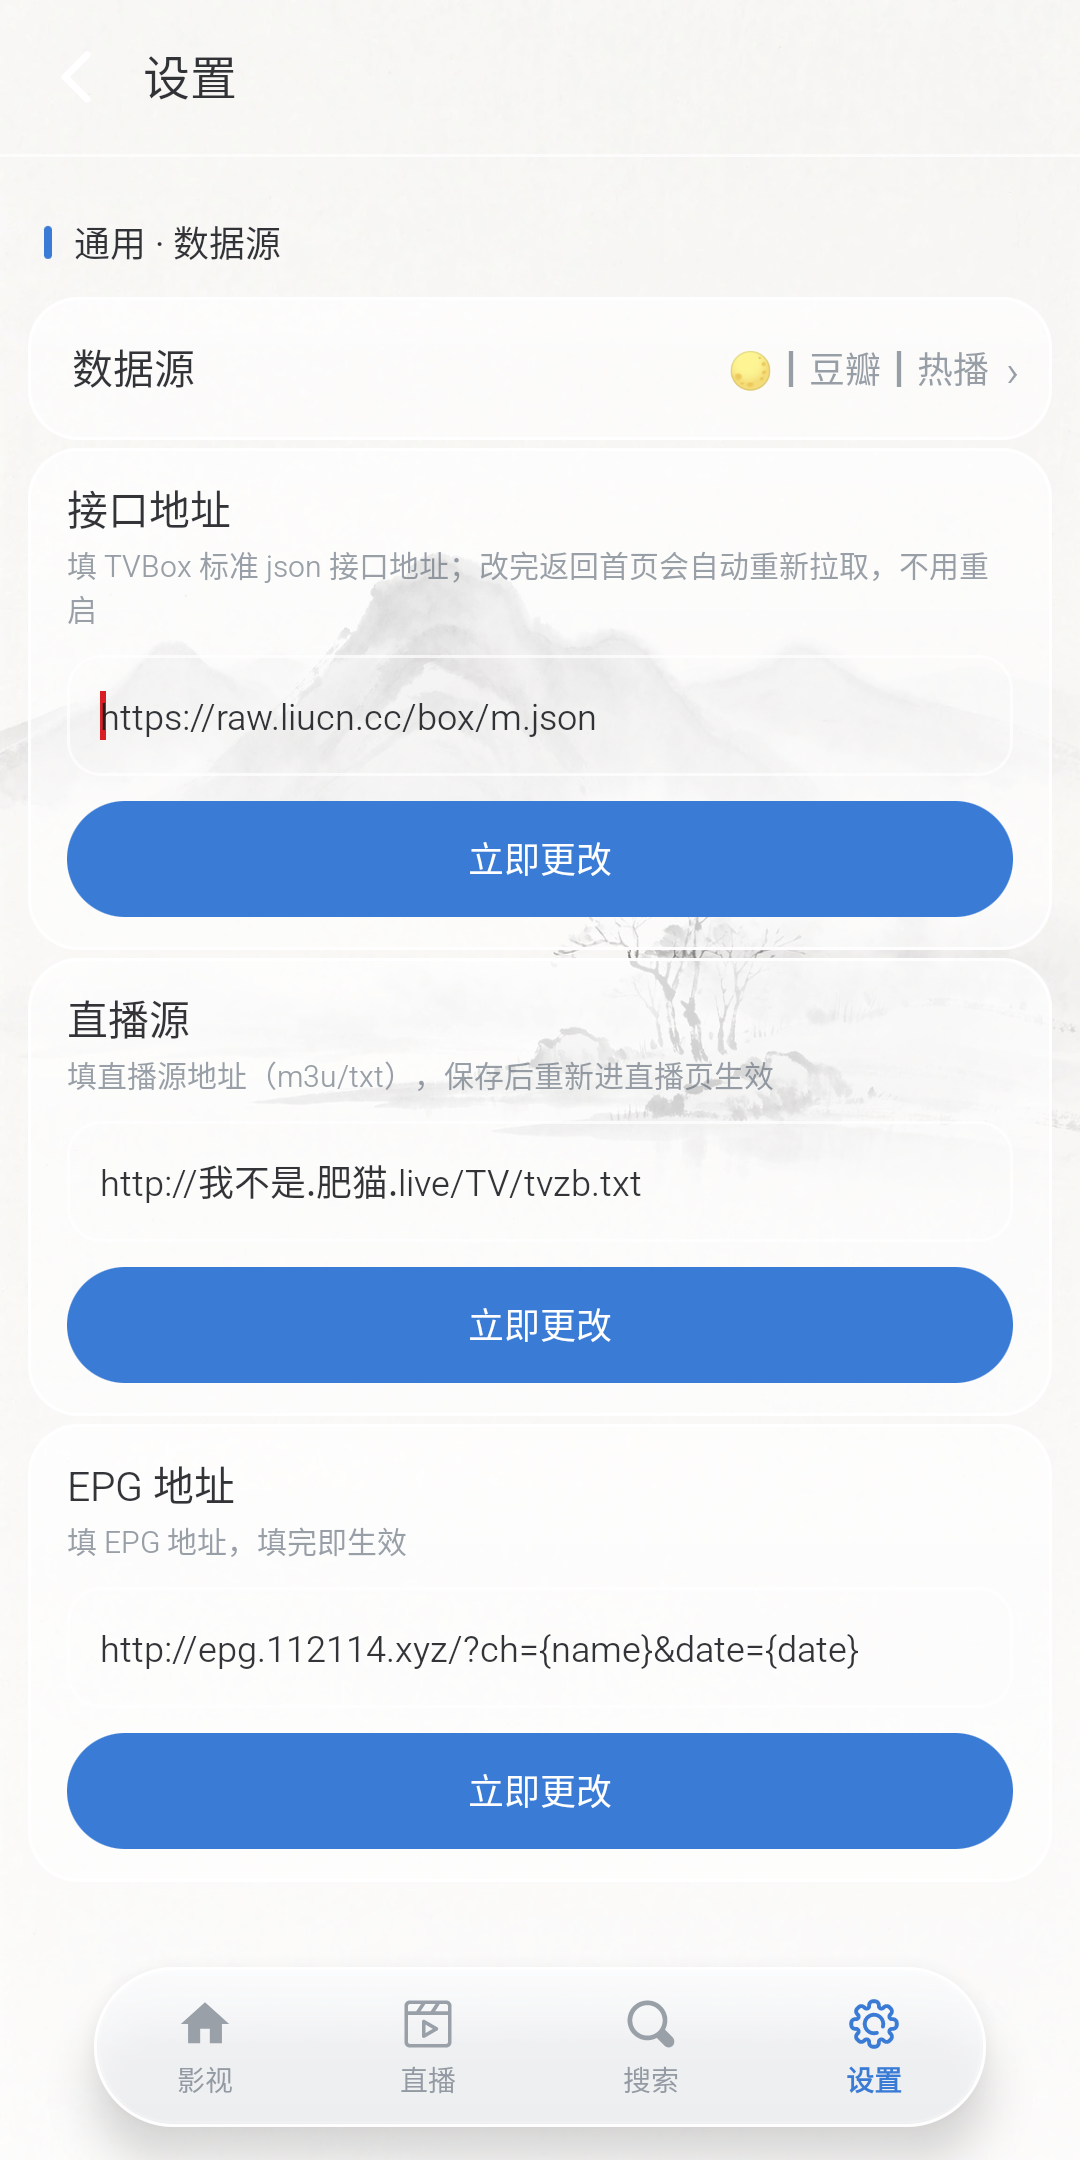 设置
通用 · 数据源
数据源
🌕┃豆瓣┃热播 ›
接口地址
填 TVBox 标准 json 接口地址；改完返回首页会自动重新拉取，不用重
启
https://raw.liucn.cc/box/m.json
立即更改
直播源
填直播源地址（m3u/txt），保存后重新进直播页生效
http://我不是.肥猫.live/TV/tvzb.txt
立即更改
EPG 地址
填 EPG 地址，填完即生效
http://epg.112114.xyz/?ch={name}&date={date}
立即更改
影视
直播
搜索
设置